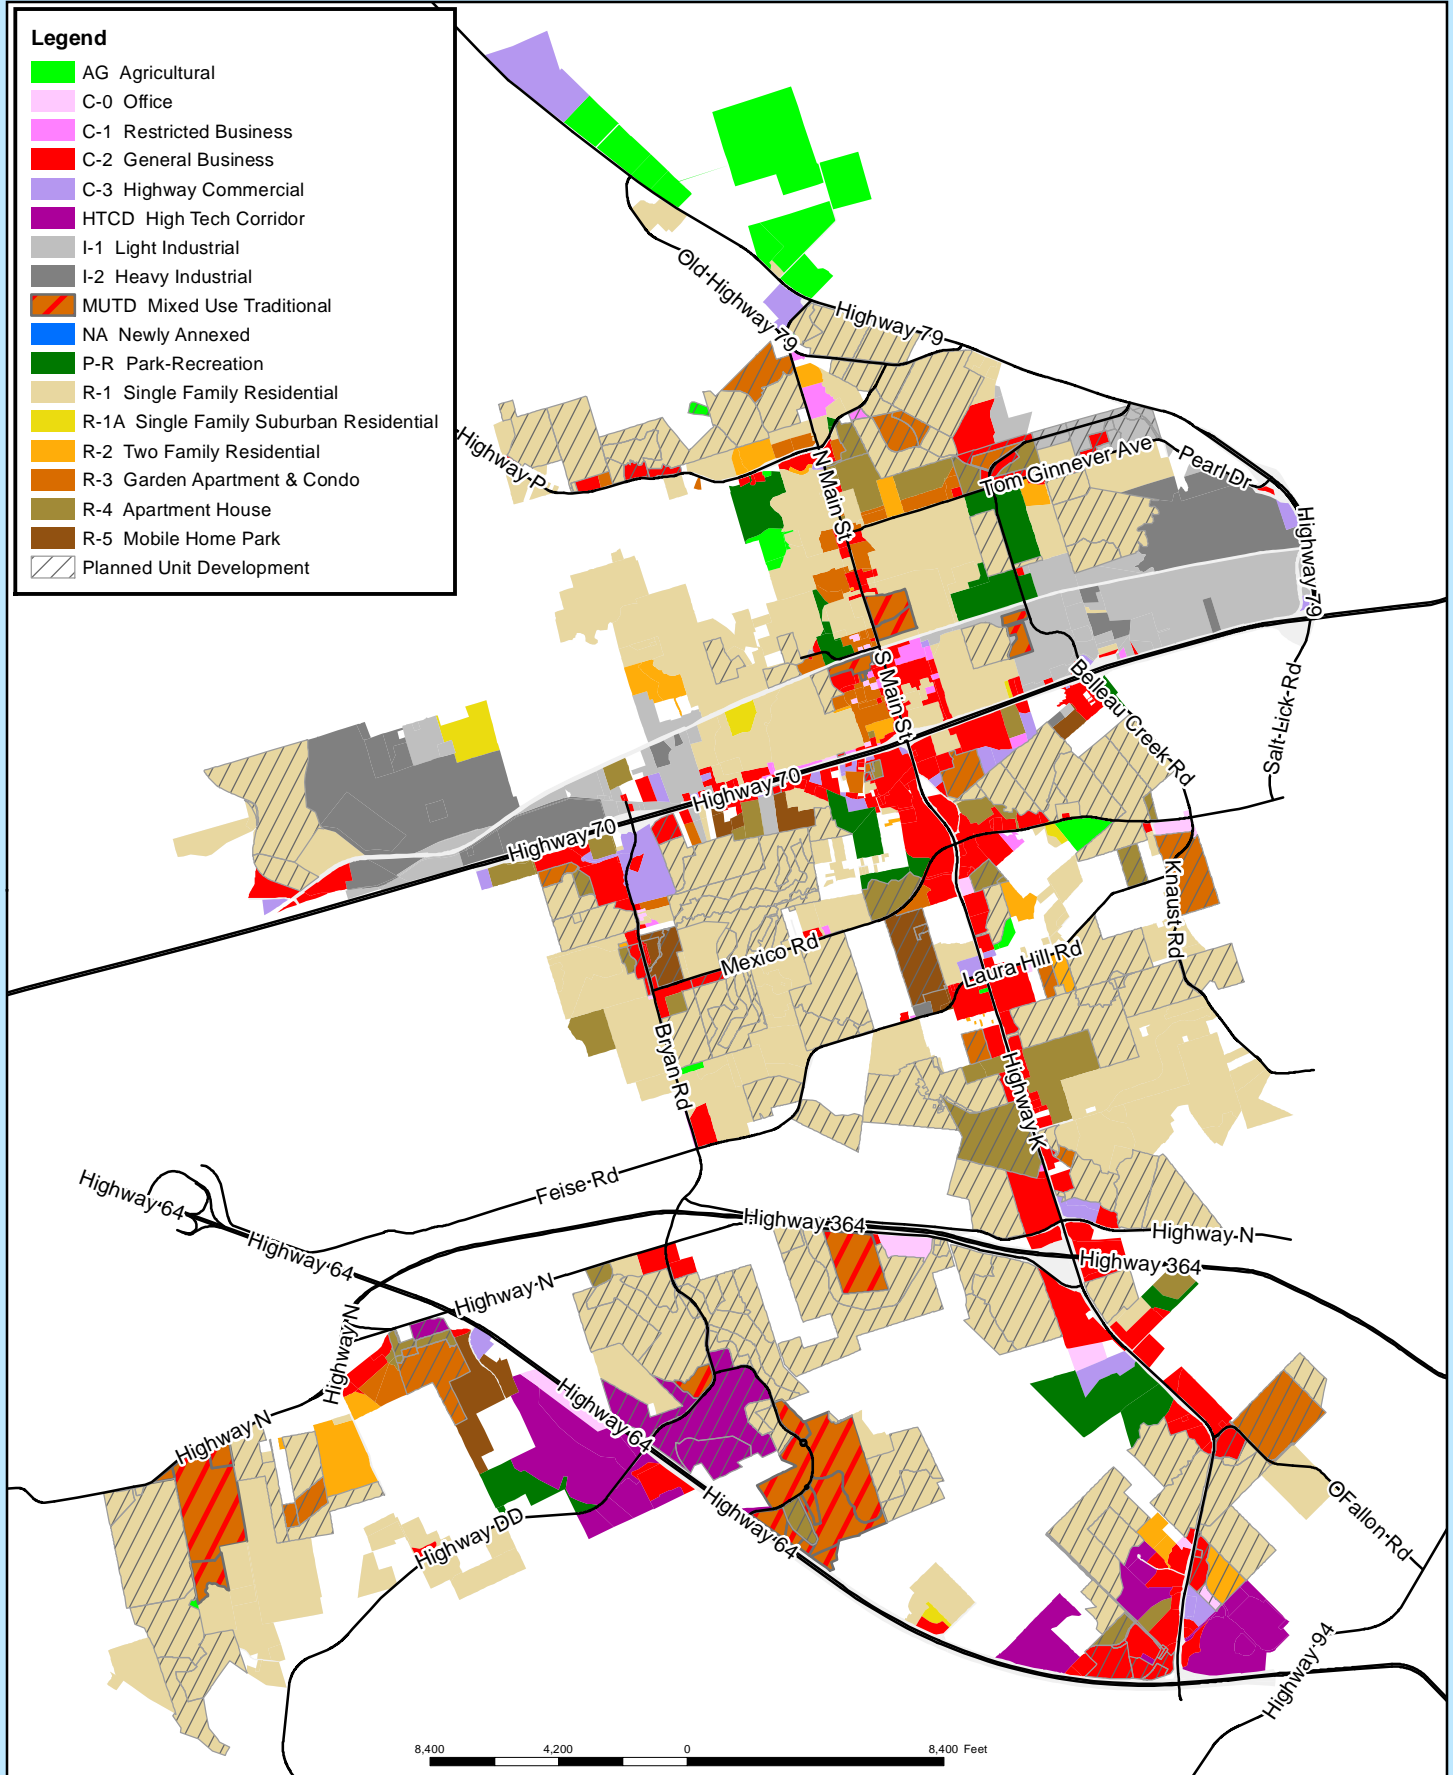 Legend
AG Agricultural
C-0 Office
C-1 Restricted Business
C-2 General Business
C-3 Highway Commercial
HTCD High Tech Corridor
I-1 Light Industrial
I-2 Heavy Industrial
MUTD Mixed Use Traditional
NA Newly Annexed
P-R Park-Recreation
R-1 Single Family Residential
R-1A Single Family Suburban Residential
R-2 Two Family Residential
R-3 Garden Apartment & Condo
R-4 Apartment House
R-5 Mobile Home Park
Planned Unit Development
Old Highway 79
Highway 79
Highway P
N Main St
Tom Ginnever Ave
Pearl Dr
Highway 79
S Main St
Belleau Creek Rd
Salt Lick Rd
Highway 70
Highway 70
Knaust Rd
Mexico Rd
Laura Hill Rd
Bryan Rd
Highway K
Feise Rd
Highway 64
Highway 64
Highway 364
Highway N
Highway 364
Highway N
Highway N
Highway N
Highway 64
Highway DD
Highway 64
OFallon Rd
Highway 94
8,400 4,200 0 8,400 Feet